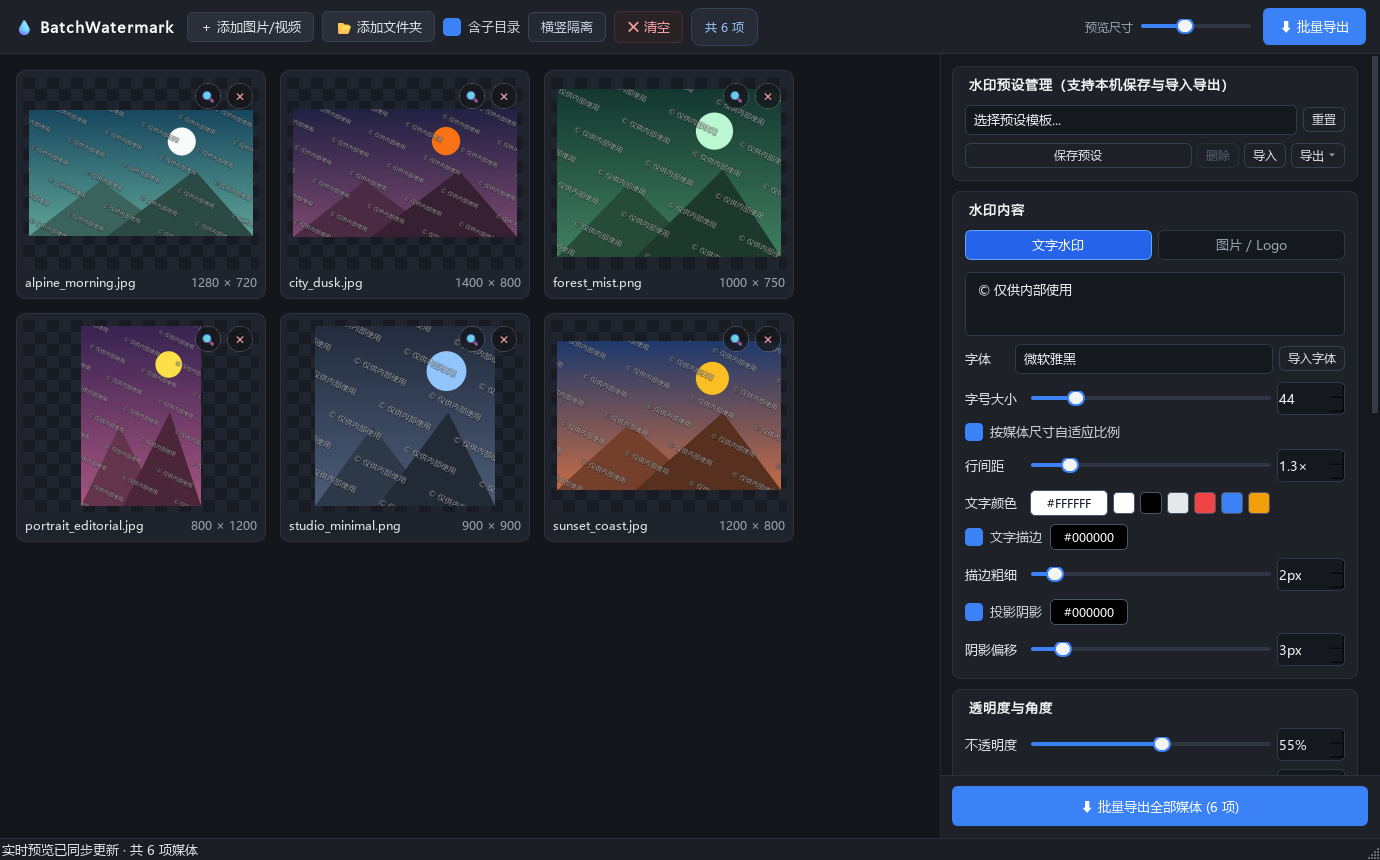 BatchWatermark
+ 添加图片/视频
添加文件夹
含子目录
横竖隔离
✕ 清空
共 6 项
预览尺寸
⬇ 批量导出
© 仅供内部使用
alpine_morning.jpg 1280 × 720
city_dusk.jpg 1400 × 800
forest_mist.png 1000 × 750
portrait_editorial.jpg 800 × 1200
studio_minimal.png 900 × 900
sunset_coast.jpg 1200 × 800
水印预设管理（支持本机保存与导入导出）
选择预设模板...
重置
保存预设
删除
导入
导出
水印内容
文字水印
图片 / Logo
© 仅供内部使用
字体
微软雅黑
导入字体
字号大小
44
按媒体尺寸自适应比例
行间距
1.3×
文字颜色
#FFFFFF
文字描边
#000000
描边粗细
2px
投影阴影
#000000
阴影偏移
3px
透明度与角度
不透明度
55%
⬇ 批量导出全部媒体 (6 项)
实时预览已同步更新 · 共 6 项媒体